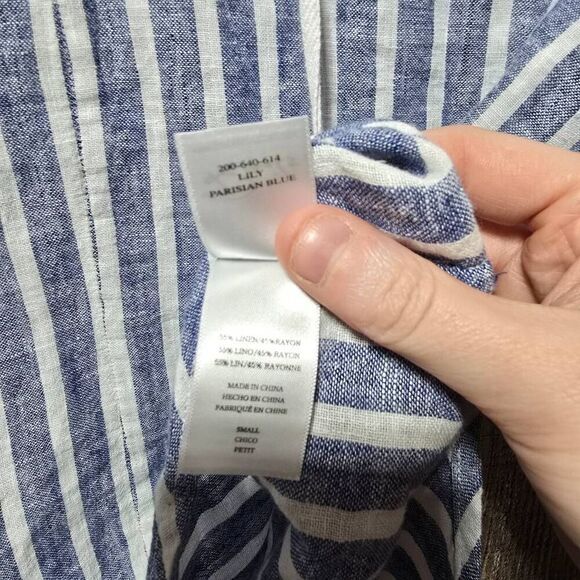 200-640-614
LILY
PARISIAN BLUE
55% LINEN/45% RAYON
55% LINO/45% RAYON
55% LIN/45% RAYONNE
MADE IN CHINA
HECHO EN CHINA
FABRIQUÉ EN CHINE
SMALL
CHICO
PETIT